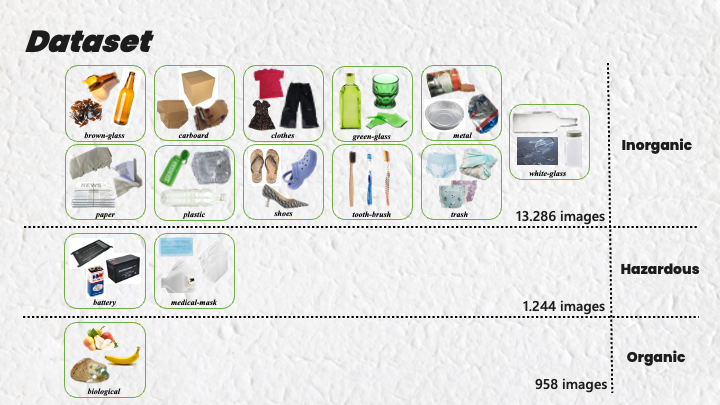 Dataset
brown-glass
carboard
clothes
green-glass
metal
white-glass
Inorganic
NEWS
paper
plastic
shoes
tooth-brush
trash
13.286 images
battery
medical-mask
Hazardous
1.244 images
biological
Organic
958 images